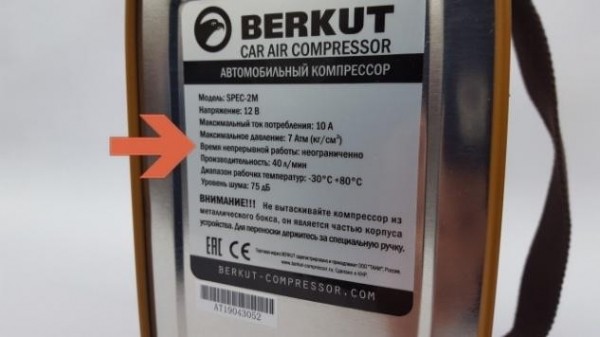 BERKUT
CAR AIR COMPRESSOR
АВТОМОБИЛЬНЫЙ КОМПРЕССОР
Модель: SPEC-2M
Напряжение: 12 В
Максимальный ток потребления: 10 А
Максимальное давление: 7 Атм (кг/см²)
Время непрерывной работы: неограниченно
Производительность: 40 л/мин
Диапазон рабочих температур: -30°C +80°C
Уровень шума: 75 дБ
ВНИМАНИЕ!!! Не вытаскивайте компрессор из
металлического бокса, он является частью корпуса
устройства. Для переноски держитесь за специальную ручку.
EAC CE
BERKUT-COMPRESSOR.COM
AT19043052